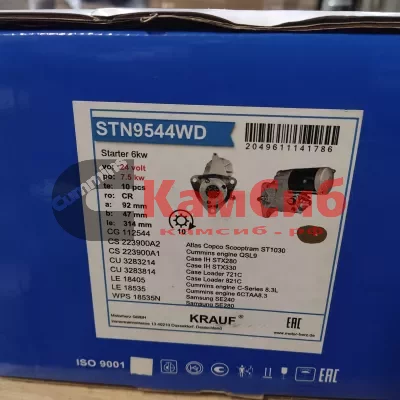 STN9544WD
2049611141786
Starter 6kw
vo: 24 volt
po: 7.5 kw
te: 10 pcs
ro: CR
a: 92 mm
b: 47 mm
le: 314 mm
10
CG 112544
CS 223900A2
CS 223900A1
CU 3283214
CU 3283814
LE 18405
LE 18535
WPS 18535N
Atlas Copco Scooptram ST1030
Cummins engine QSL9
Case IH STX280
Case IH STX330
Case Loader 721C
Case Loader 821C
Cummins engine C-Series 8.3L
Cummins engine 6CTAA8.3
Samsung SE240
Samsung SE280
KRAUF
EAC
ISO 9001
EAC
Cummins
КамСиб
камсиб.рф